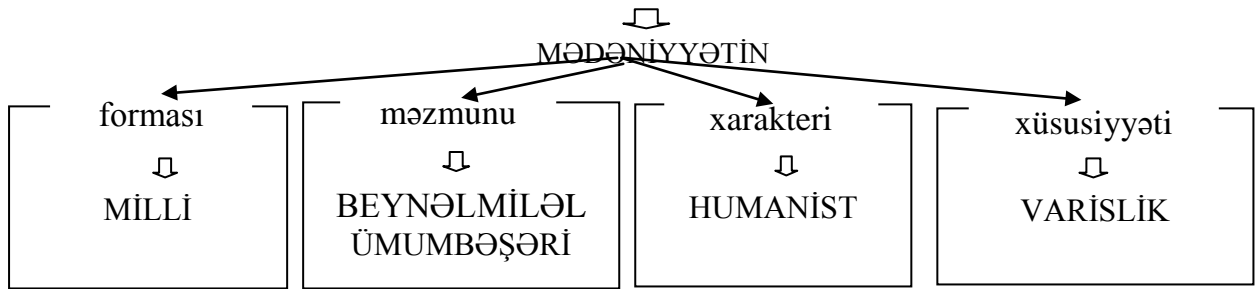 MƏDƏNİYYƏTİN
forması
MİLLİ
məzmunu
BEYNƏLMİLƏL
ÜMUMBƏŞƏRİ
xarakteri
HUMANİST
xüsusiyyəti
VARİSLİK